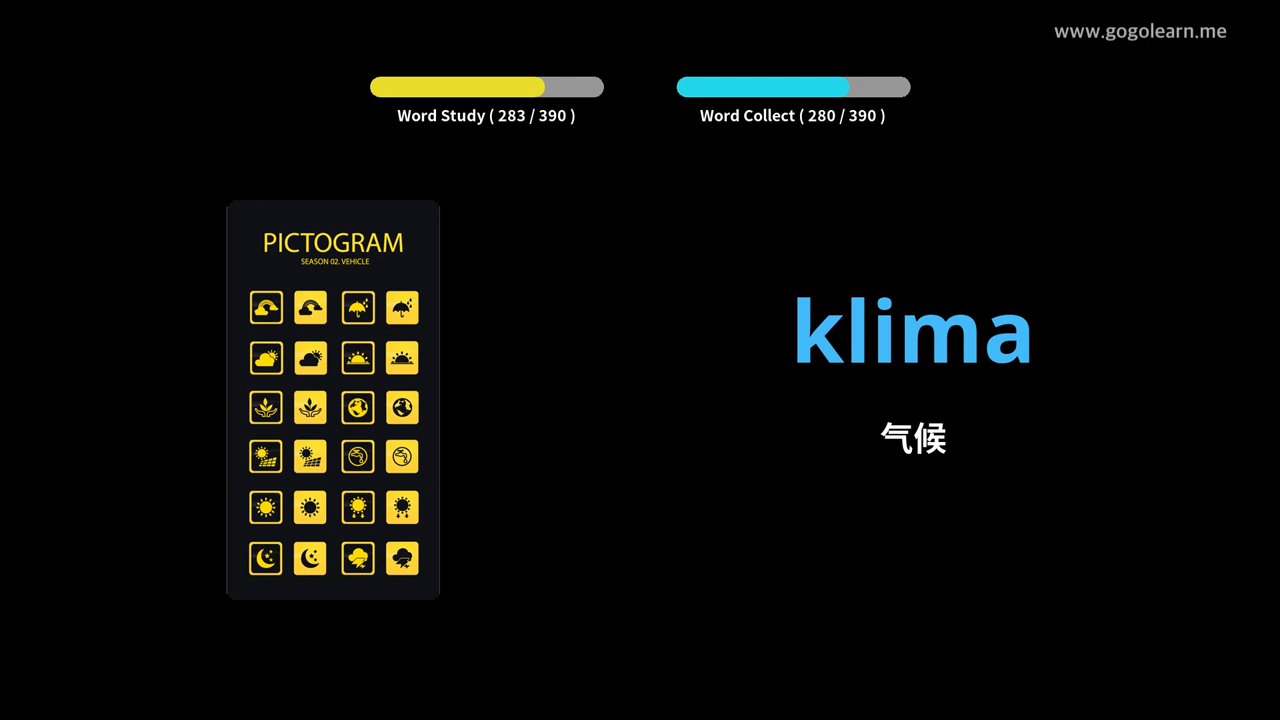 www.gogolearn.me
Word Study ( 283 / 390 )
Word Collect ( 280 / 390 )
PICTOGRAM
SEASON 02. VEHICLE
klima
气候